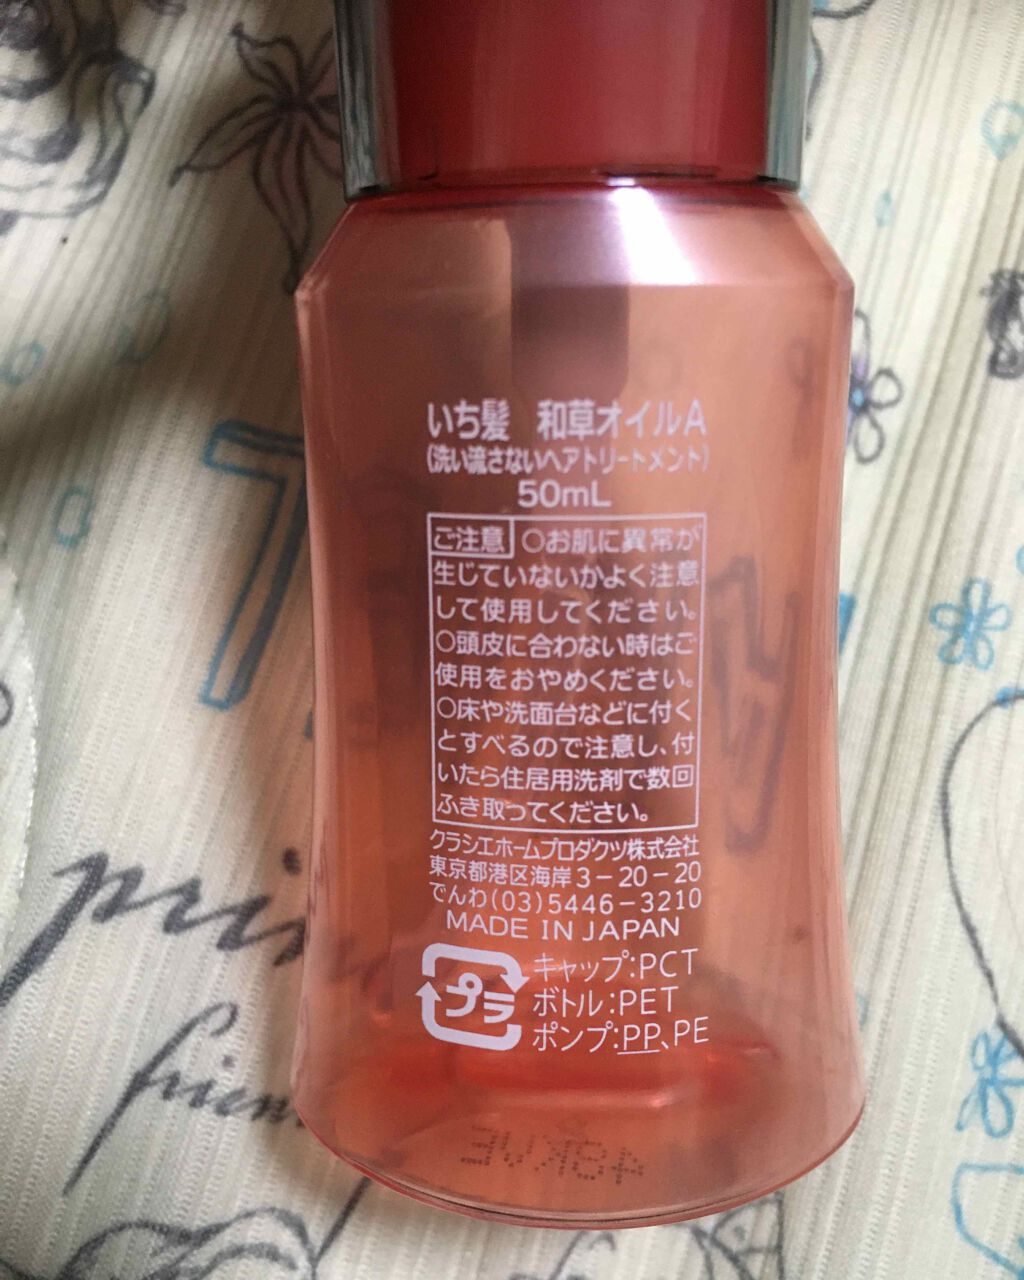 いち髪 和草オイルA
(洗い流さないヘアトリートメント)
50mL
ご注意 ○お肌に異常が
生じていないかよく注意
して使用してください。
○頭皮に合わない時はご
使用をおやめください。
○床や洗面台などに付く
とすべるので注意し、付
いたら住居用洗剤で数回
ふき取ってください。
クラシエホームプロダクツ株式会社
東京都港区海岸3-20-20
でんわ(03)5446-3210
MADE IN JAPAN
プラ
キャップ:PCT
ボトル:PET
ポンプ:PP、PE